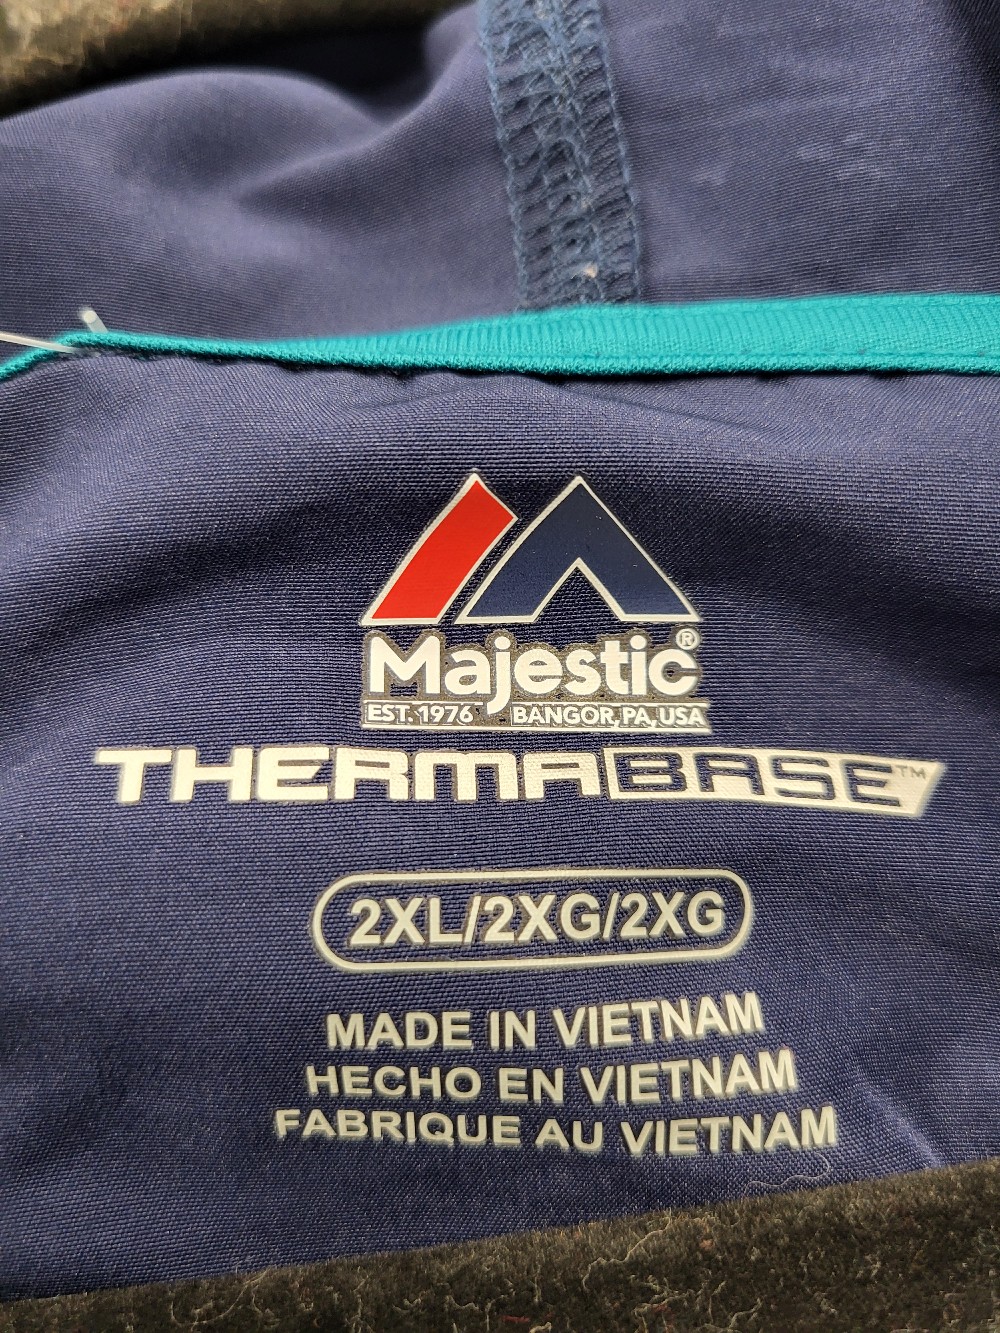 Majestic®
EST. 1976 BANGOR, PA, USA
THERMABASE™
2XL/2XG/2XG
MADE IN VIETNAM
HECHO EN VIETNAM
FABRIQUE AU VIETNAM